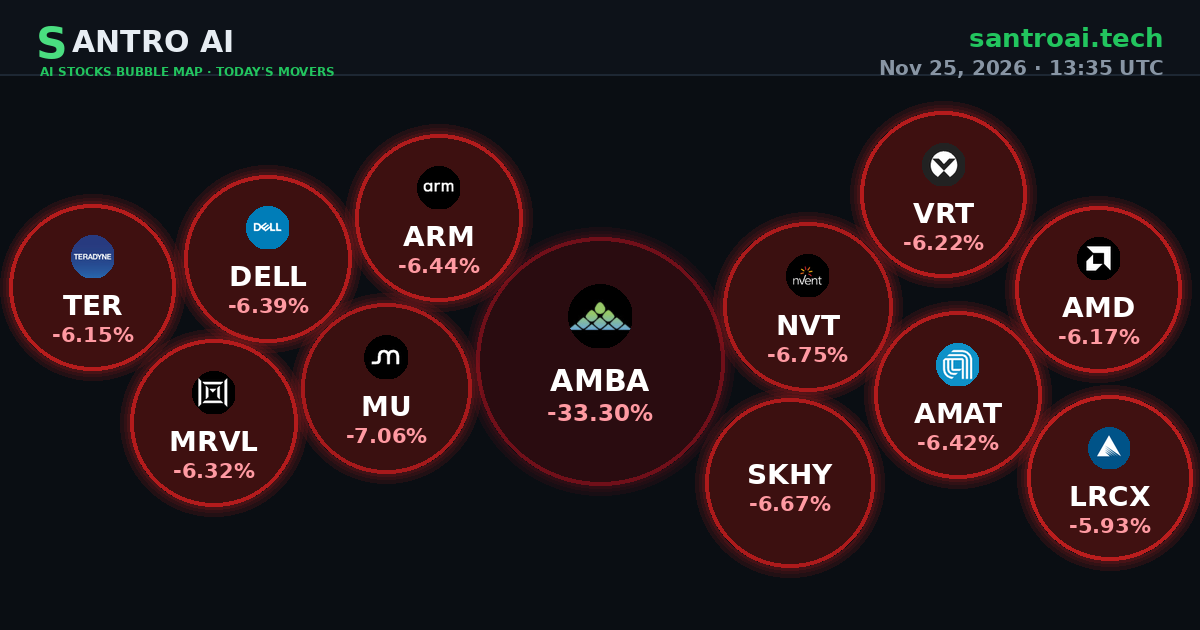 SANTRO AI
AI STOCKS BUBBLE MAP · TODAY'S MOVERS
santroai.tech
Nov 25, 2026 · 13:35 UTC
TERADYNE
TER
-6.15%
DELL
DELL
-6.39%
arm
ARM
-6.44%
MRVL
-6.32%
MU
-7.06%
AMBA
-33.30%
nvent
NVT
-6.75%
SKHY
-6.67%
VRT
-6.22%
AMAT
-6.42%
AMD
-6.17%
LRCX
-5.93%